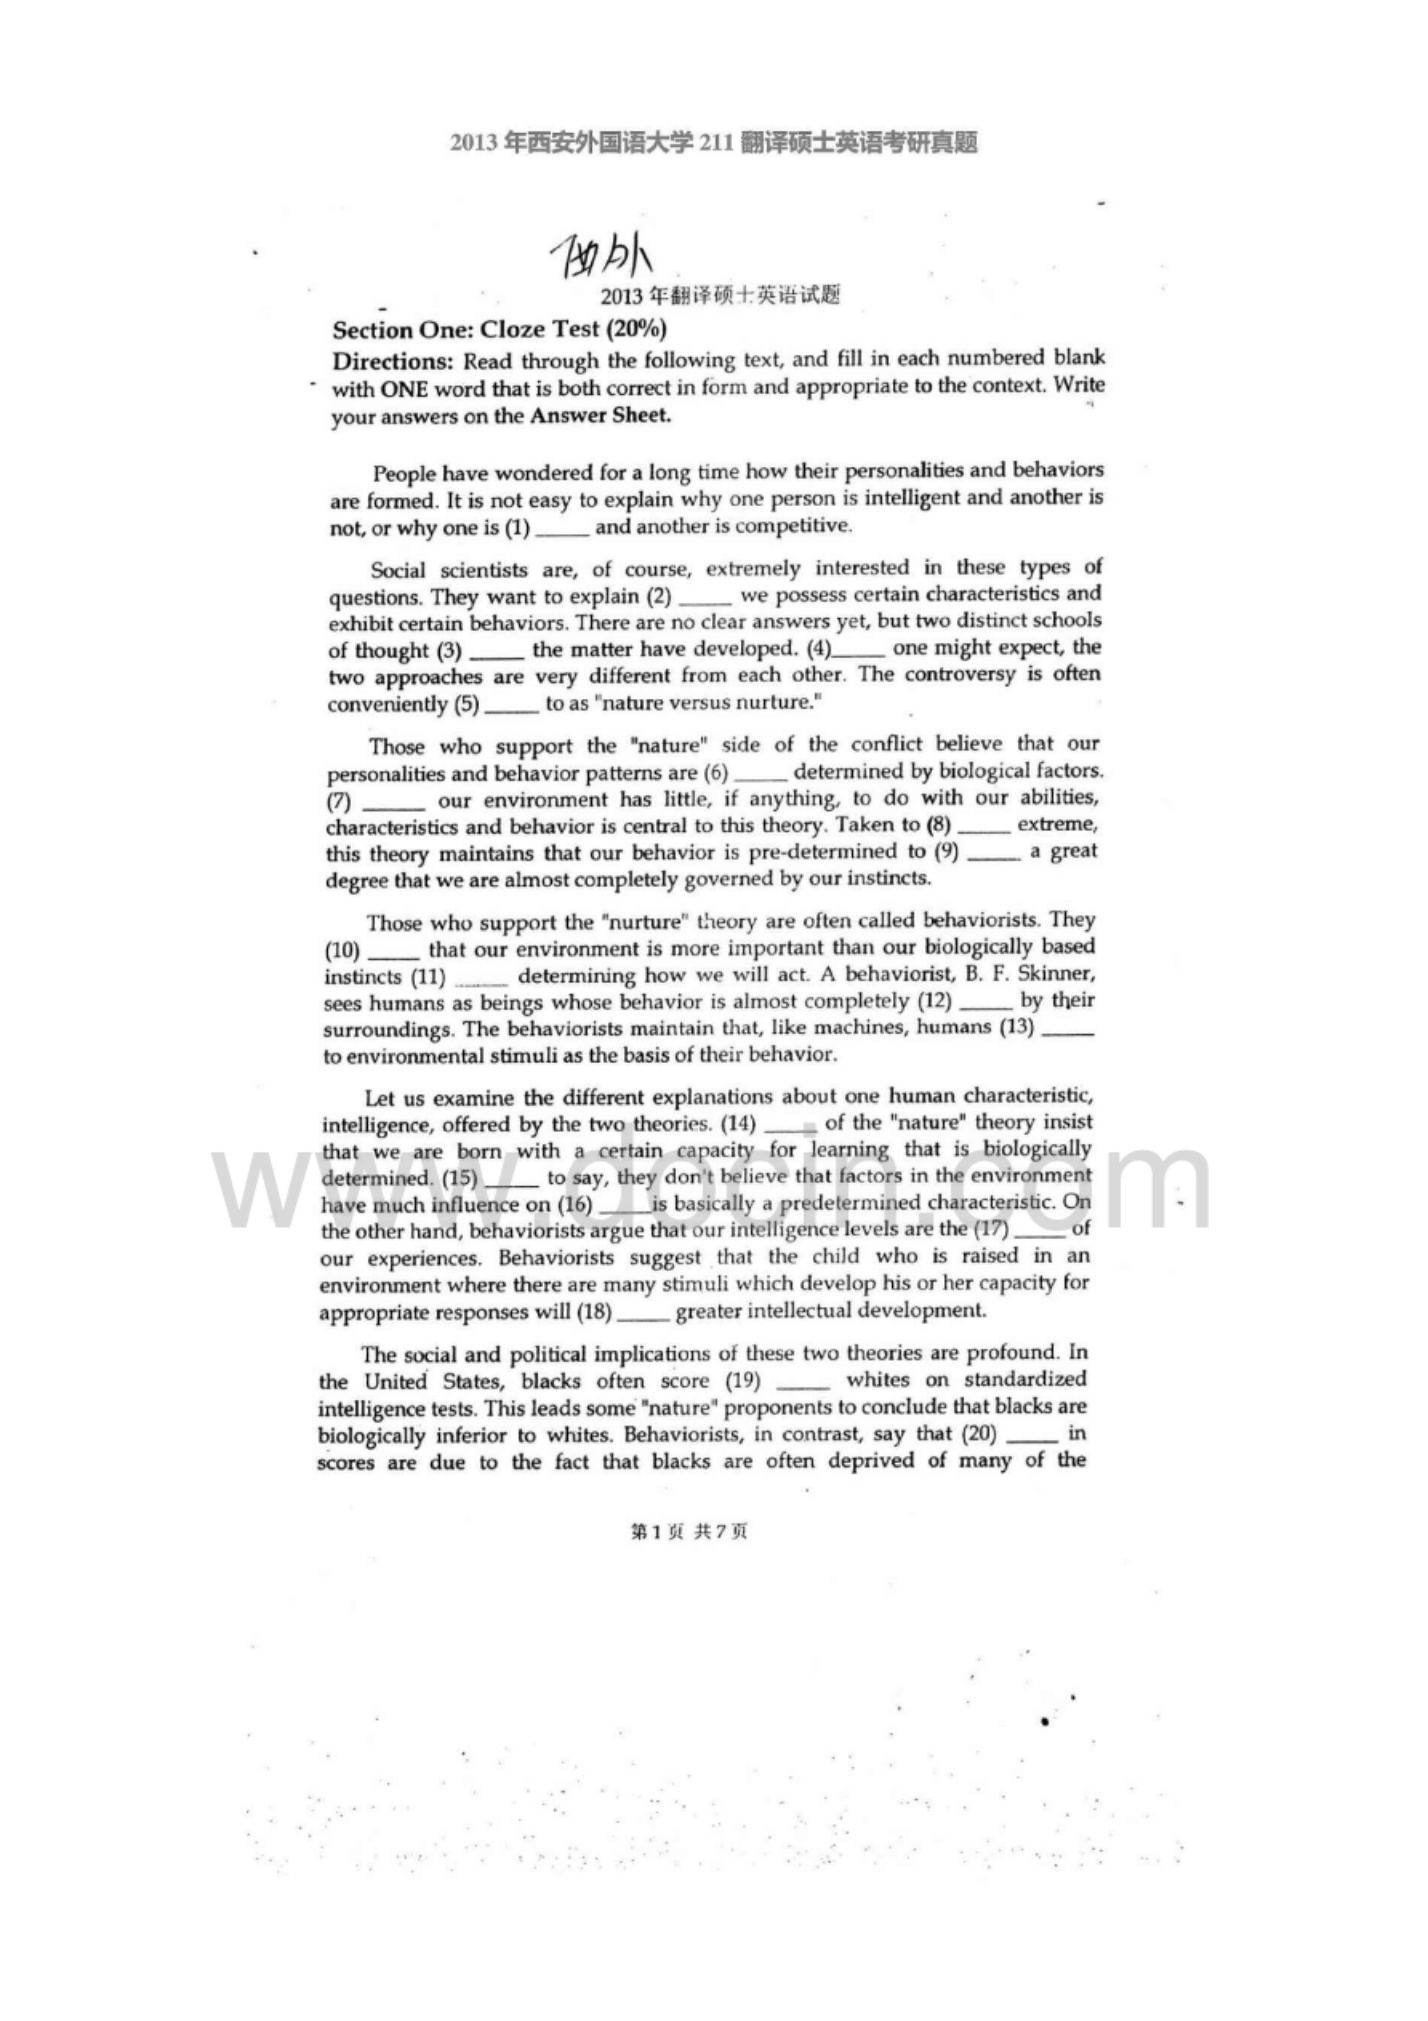 2013 年西安外国语大学 211 翻译硕士英语考研真题
西外
2013 年翻译硕士英语试题
Section One: Cloze Test (20%)
Directions: Read through the following text, and fill in each numbered blank
with ONE word that is both correct in form and appropriate to the context. Write
your answers on the Answer Sheet.
People have wondered for a long time how their personalities and behaviors
are formed. It is not easy to explain why one person is intelligent and another is
not, or why one is (1) _____ and another is competitive.
Social scientists are, of course, extremely interested in these types of
questions. They want to explain (2) _____ we possess certain characteristics and
exhibit certain behaviors. There are no clear answers yet, but two distinct schools
of thought (3) _____ the matter have developed. (4)_____ one might expect, the
two approaches are very different from each other. The controversy is often
conveniently (5) _____ to as "nature versus nurture."
Those who support the "nature" side of the conflict believe that our
personalities and behavior patterns are (6) _____ determined by biological factors.
(7) _____ our environment has little, if anything, to do with our abilities,
characteristics and behavior is central to this theory. Taken to (8) _____ extreme,
this theory maintains that our behavior is pre-determined to (9) _____ a great
degree that we are almost completely governed by our instincts.
Those who support the "nurture" theory are often called behaviorists. They
(10) _____ that our environment is more important than our biologically based
instincts (11) _____ determining how we will act. A behaviorist, B. F. Skinner,
sees humans as beings whose behavior is almost completely (12) _____ by their
surroundings. The behaviorists maintain that, like machines, humans (13) _____
to environmental stimuli as the basis of their behavior.
Let us examine the different explanations about one human characteristic,
intelligence, offered by the two theories. (14) _____ of the "nature" theory insist
that we are born with a certain capacity for learning that is biologically
determined. (15) _____ to say, they don't believe that factors in the environment
have much influence on (16) _____is basically a predetermined characteristic. On
the other hand, behaviorists argue that our intelligence levels are the (17) _____ of
our experiences. Behaviorists suggest that the child who is raised in an
environment where there are many stimuli which develop his or her capacity for
appropriate responses will (18) _____ greater intellectual development.
The social and political implications of these two theories are profound. In
the United States, blacks often score (19) _____ whites on standardized
intelligence tests. This leads some "nature" proponents to conclude that blacks are
biologically inferior to whites. Behaviorists, in contrast, say that (20) _____ in
scores are due to the fact that blacks are often deprived of many of the
第 1 页 共 7 页
www.docin.com